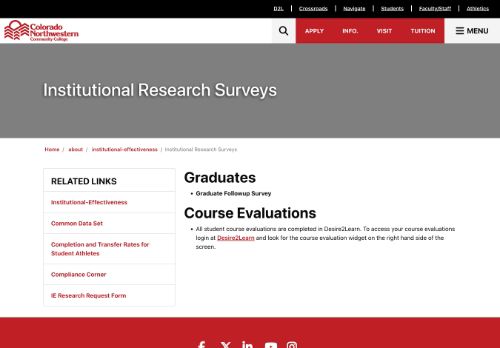 D2L | Crossroads | Navigate | Students | Faculty/Staff | Athletics
Colorado
Northwestern
Community College
APPLY INFO. VISIT TUITION MENU
Institutional Research Surveys
Home / about / institutional-effectiveness / Institutional Research Surveys
RELATED LINKS
Institutional-Effectiveness
Common Data Set
Completion and Transfer Rates for
Student Athletes
Compliance Corner
IE Research Request Form
Graduates
• Graduate Followup Survey
Course Evaluations
• All student course evaluations are completed in Desire2Learn. To access your course evaluations
login at Desire2Learn and look for the course evaluation widget on the right hand side of the
screen.